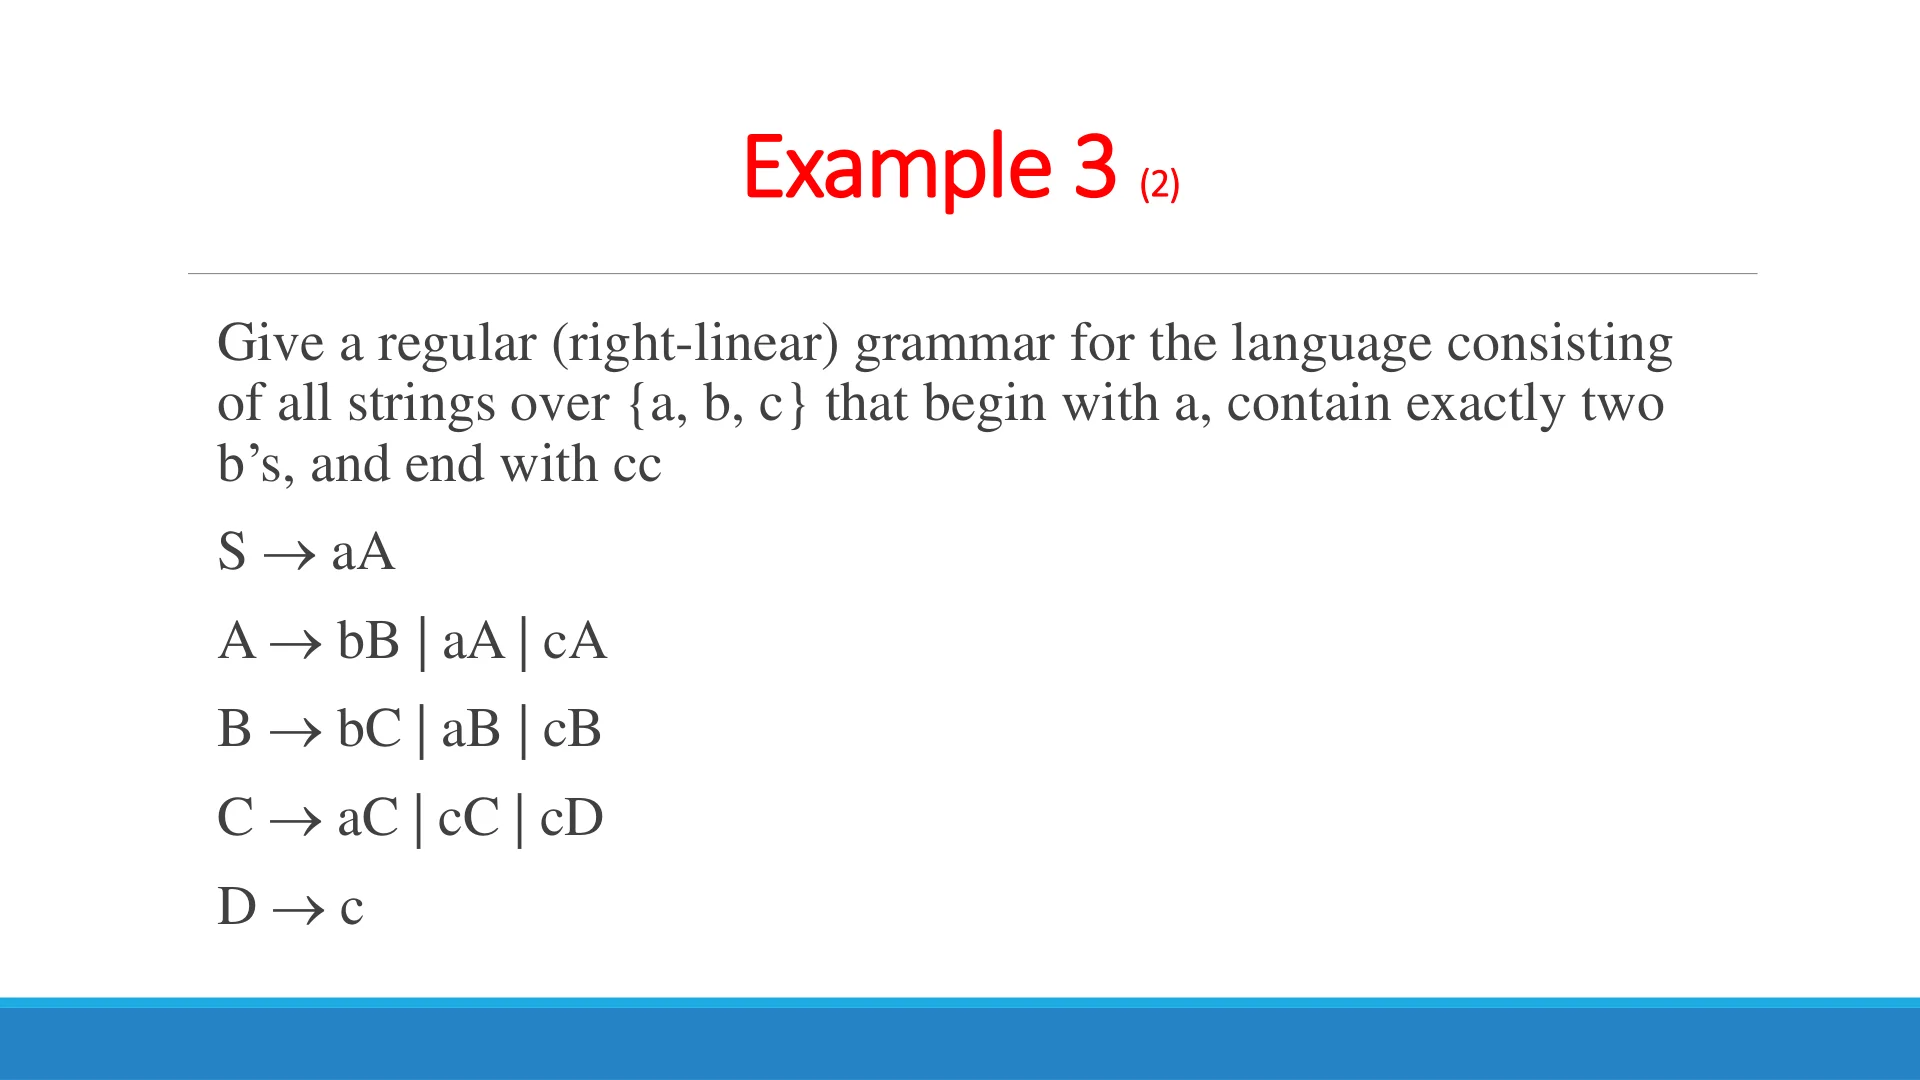 Example 3 (2)
Give a regular (right-linear) grammar for the language consisting
of all strings over {a, b, c} that begin with a, contain exactly two
b’s, and end with cc
S → aA
A → bB | aA | cA
B → bC | aB | cB
C → aC | cC | cD
D → c